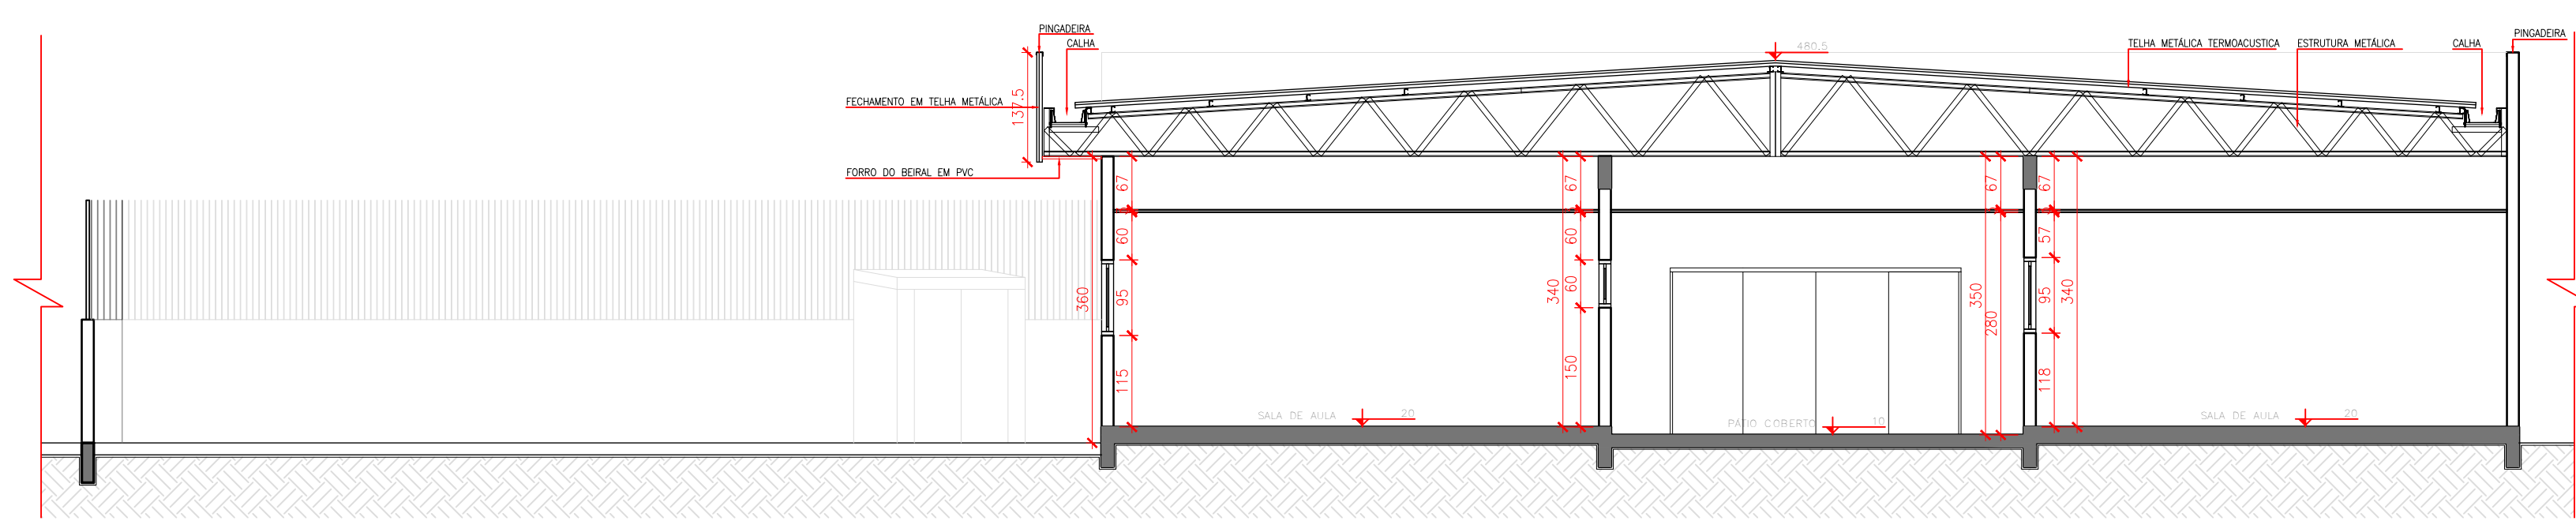 PINGADEIRA
CALHA
480.5
TELHA METÁLICA TERMOACUSTICA
ESTRUTURA METÁLICA
CALHA
PINGADEIRA
137.5
FECHAMENTO EM TELHA METÁLICA
FORRO DO BEIRAL EM PVC
67
67
67
67
60
60
57
360
95
340
60
350
280
95
340
115
150
118
SALA DE AULA
20
PATIO COBERTO
10
SALA DE AULA
20